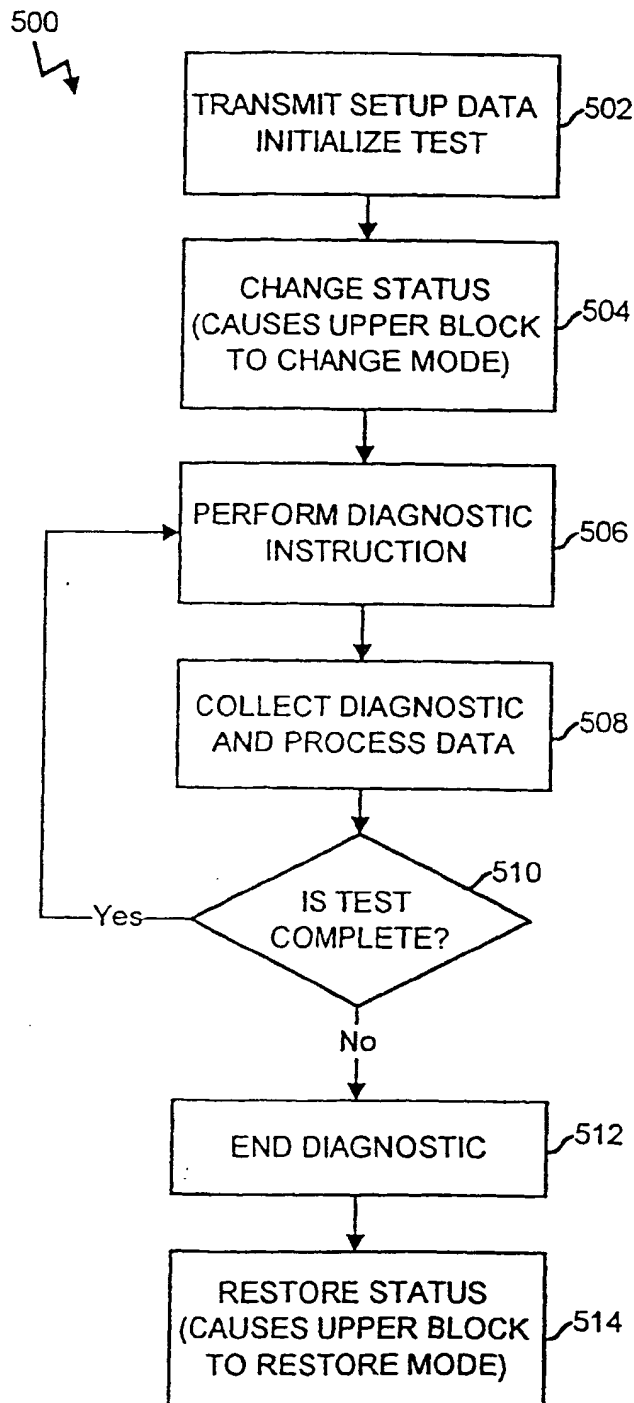 500
TRANSMIT SETUP DATA
INITIALIZE TEST
502
CHANGE STATUS
(CAUSES UPPER BLOCK
TO CHANGE MODE)
504
PERFORM DIAGNOSTIC
INSTRUCTION
506
COLLECT DIAGNOSTIC
AND PROCESS DATA
508
IS TEST
COMPLETE?
510
Yes
No
END DIAGNOSTIC
512
RESTORE STATUS
(CAUSES UPPER BLOCK
TO RESTORE MODE)
514